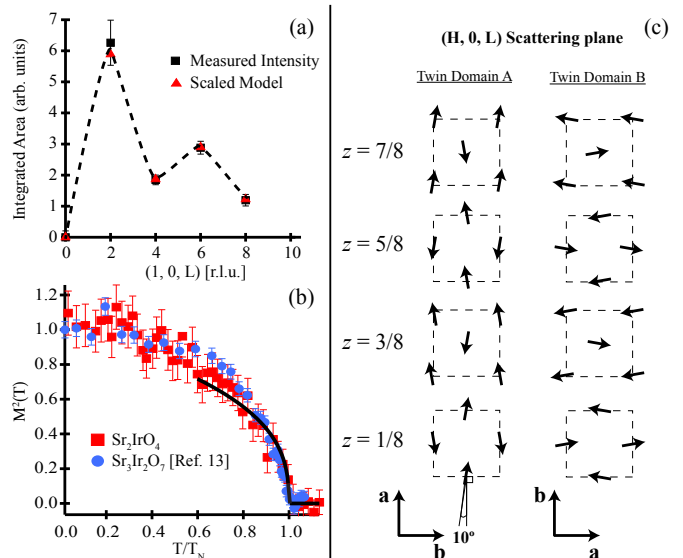 (a)
Integrated Area (arb. units)
7
6
5
4
3
2
1
0
Measured Intensity
Scaled Model
0 2 4 6 8 10
(1, 0, L) [r.l.u.]
(b)
M²(T)
1.2
1.0
0.8
0.6
0.4
0.2
0.0
Sr₂IrO₄
Sr₃Ir₂O₇ [Ref. 13]
0.0 0.2 0.4 0.6 0.8 1.0
T/T_N
(c)
(H, 0, L) Scattering plane
Twin Domain A Twin Domain B
z = 7/8
z = 5/8
z = 3/8
z = 1/8
a
b
10º
b
a